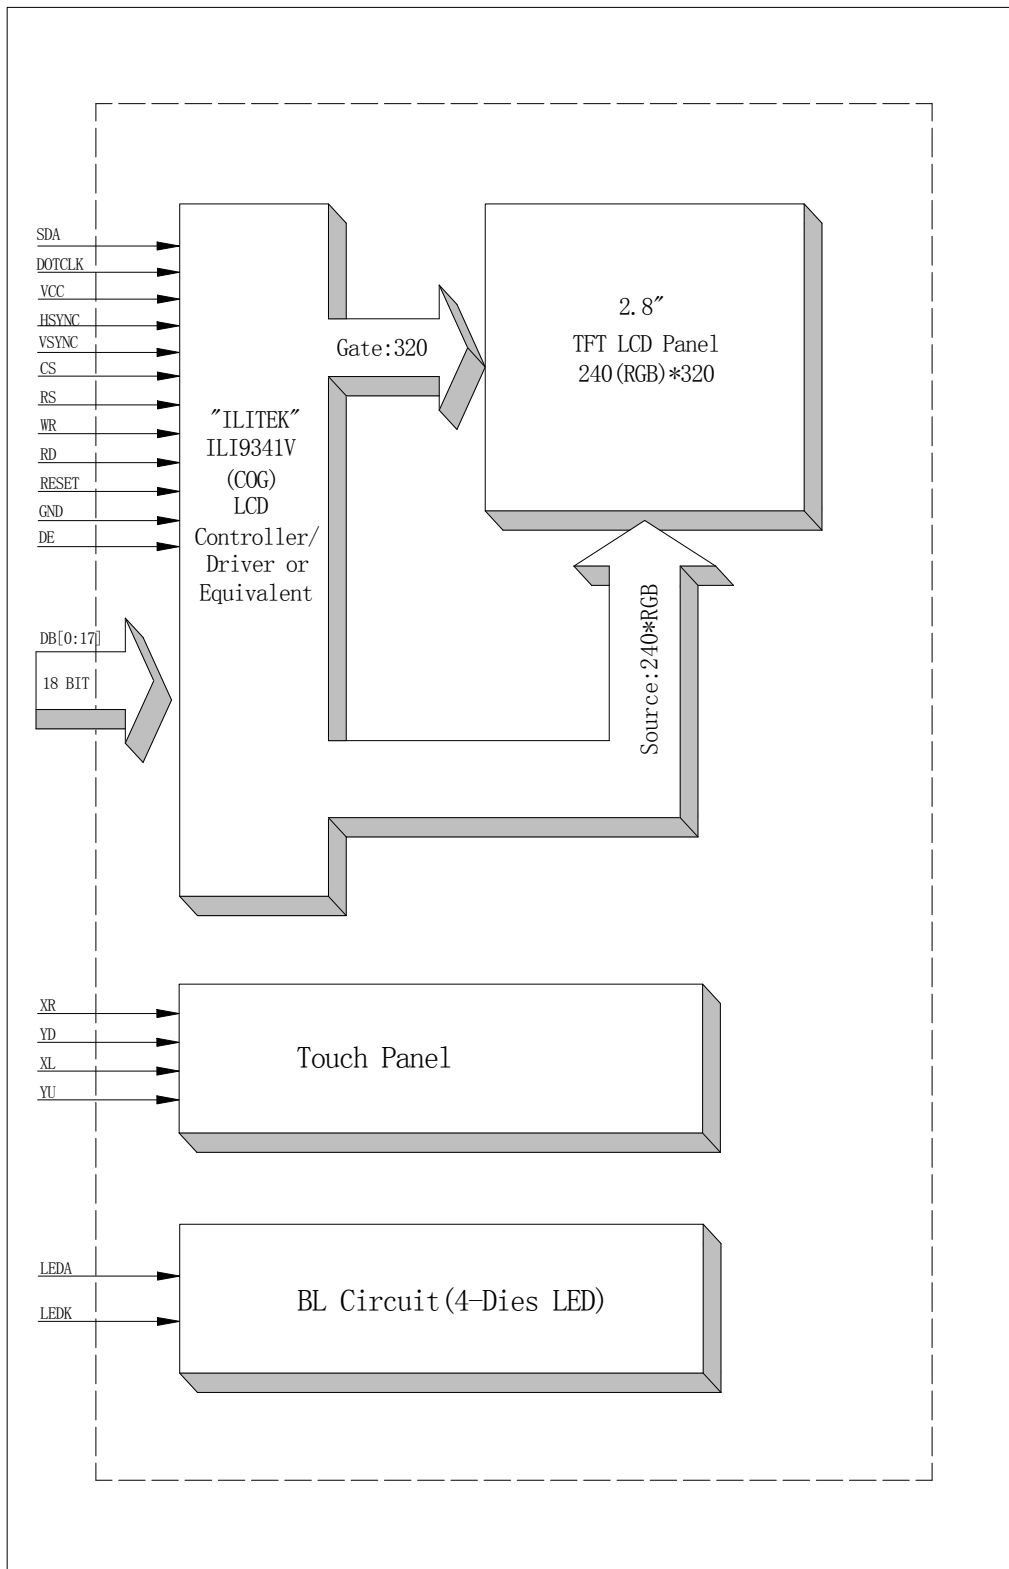 SDA
DOTCLK
VCC
HSYNC
VSYNC
CS
RS
WR
RD
RESET
GND
DE
DB[0:17]
18 BIT
"ILITEK"
ILI9341V
(COG)
LCD
Controller/
Driver or
Equivalent
Gate:320
2.8"
TFT LCD Panel
240(RGB)*320
Source:240*RGB
XR
YD
XL
YU
Touch Panel
LEDA
LEDK
BL Circuit(4-Dies LED)